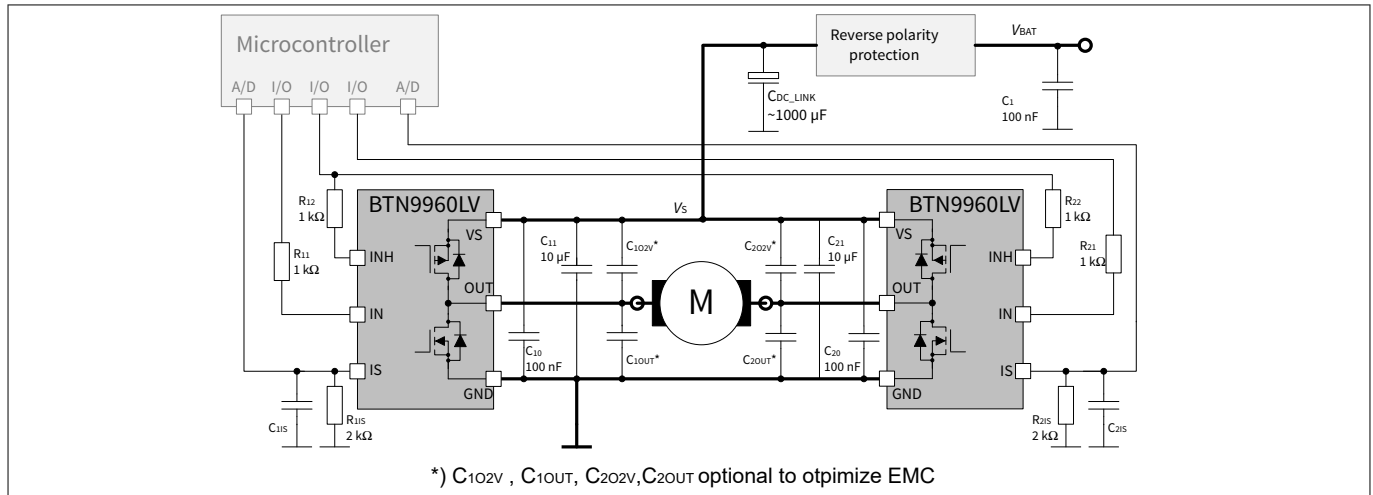 Microcontroller
A/D I/O I/O I/O A/D
Reverse polarity
protection
VBAT
CDC_LINK
~1000 µF
C1
100 nF
R12
1 kΩ
R11
1 kΩ
BTN9960LV
VS
INH
OUT
IN
IS
GND
C1IS
R1IS
2 kΩ
VS
C11
10 µF
C1O2V*
C10
100 nF
C1OUT*
M
C2O2V*
C21
10 µF
C2OUT*
C20
100 nF
BTN9960LV
VS
INH
OUT
IN
IS
GND
R22
1 kΩ
R21
1 kΩ
R2IS
2 kΩ
C2IS
*) C1O2V , C1OUT, C2O2V,C2OUT optional to otpimize EMC